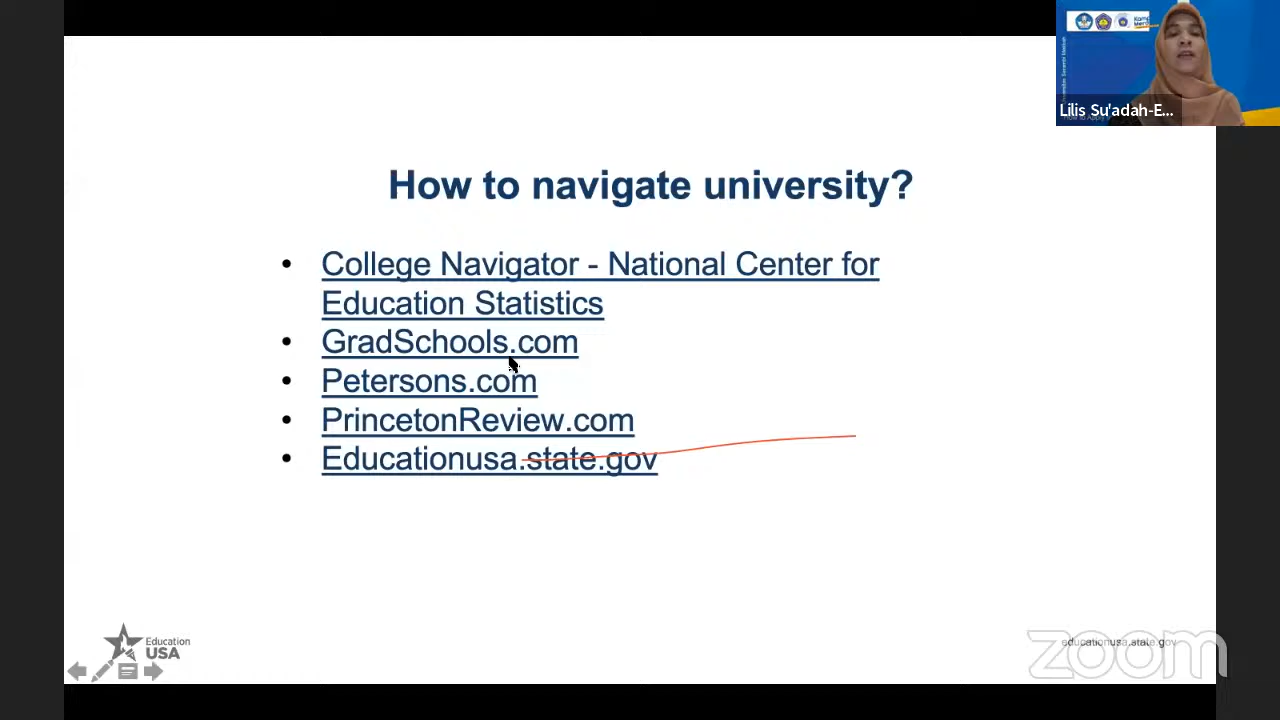 Lilis Su'adah-E...
How to navigate university?
• College Navigator - National Center for
Education Statistics
• GradSchools.com
• Petersons.com
• PrincetonReview.com
• Educationusa.state.gov
Education
USA
educationusa.state.gov
zoom